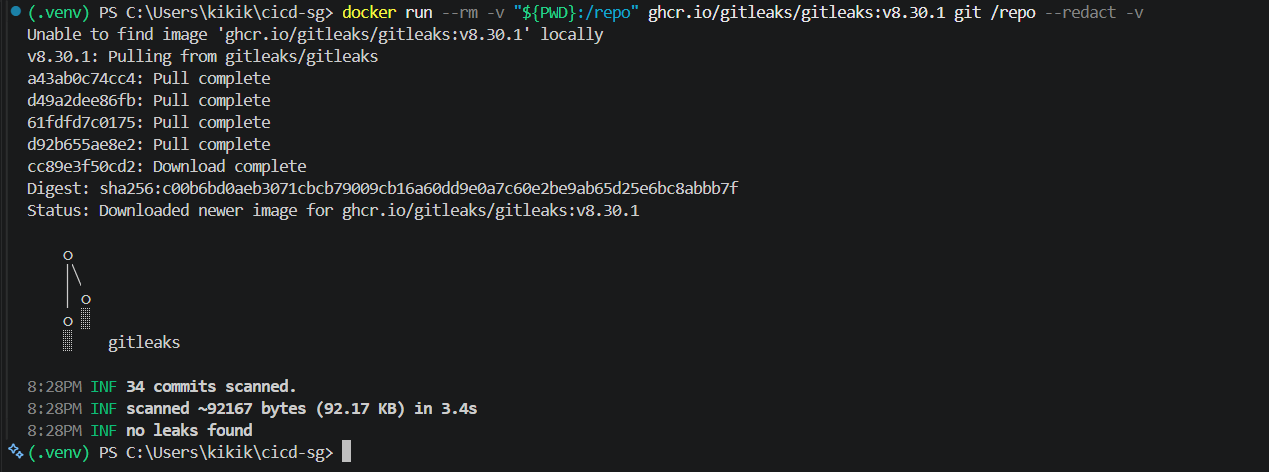 (.venv) PS C:\Users\kikik\cicd-sg> docker run --rm -v "${PWD}:/repo" ghcr.io/gitleaks/gitleaks:v8.30.1 git /repo --redact -v
Unable to find image 'ghcr.io/gitleaks/gitleaks:v8.30.1' locally
v8.30.1: Pulling from gitleaks/gitleaks
a43ab0c74cc4: Pull complete
d49a2dee86fb: Pull complete
61fdfd7c0175: Pull complete
d92b655ae8e2: Pull complete
cc89e3f50cd2: Download complete
Digest: sha256:c00b6bd0aeb3071cbcb79009cb16a60dd9e0a7c60e2be9ab65d25e6bc8abbb7f
Status: Downloaded newer image for ghcr.io/gitleaks/gitleaks:v8.30.1
○
│╲
│ ○
○ ░
░    gitleaks
8:28PM INF 34 commits scanned.
8:28PM INF scanned ~92167 bytes (92.17 KB) in 3.4s
8:28PM INF no leaks found
(.venv) PS C:\Users\kikik\cicd-sg>